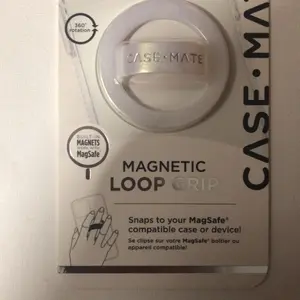 360°
rotation
CASE•MATE
CASE•MATE
BUILT-IN
MAGNETS
MagSafe
MAGNETIC
LOOP GRIP
Snaps to your MagSafe®
compatible case or device!
Se clipse sur votre MagSafe® boîtier ou
appareil compatible!